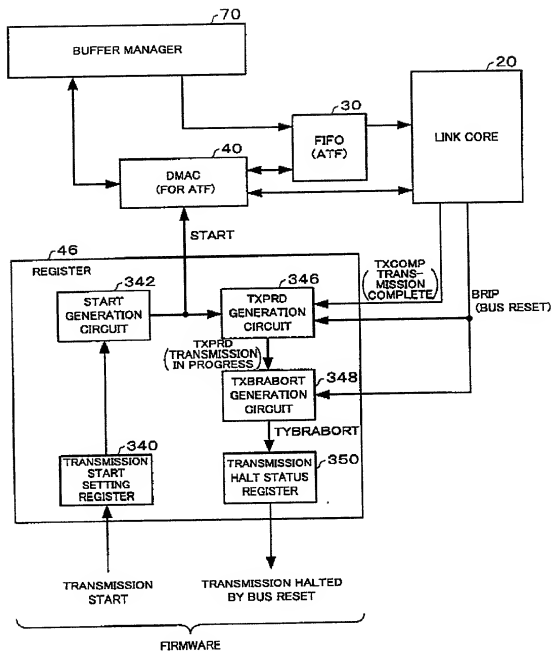 70
BUFFER MANAGER
20
LINK CORE
30
FIFO
(ATF)
40
DMAC
(FOR ATF)
START
46
REGISTER
342
START
GENERATION
CIRCUIT
346
TXPRD
GENERATION
CIRCUIT
(TXCOMP
TRANS-
MISSION
COMPLETE)
BRIP
(BUS RESET)
TXPRD
(TRANSMISSION
IN PROGRESS)
348
TXBRABORT
GENERATION
CIRCUIT
TYBRABORT
340
TRANSMISSION
START
SETTING
REGISTER
350
TRANSMISSION
HALT STATUS
REGISTER
TRANSMISSION
START
TRANSMISSION HALTED
BY BUS RESET
FIRMWARE